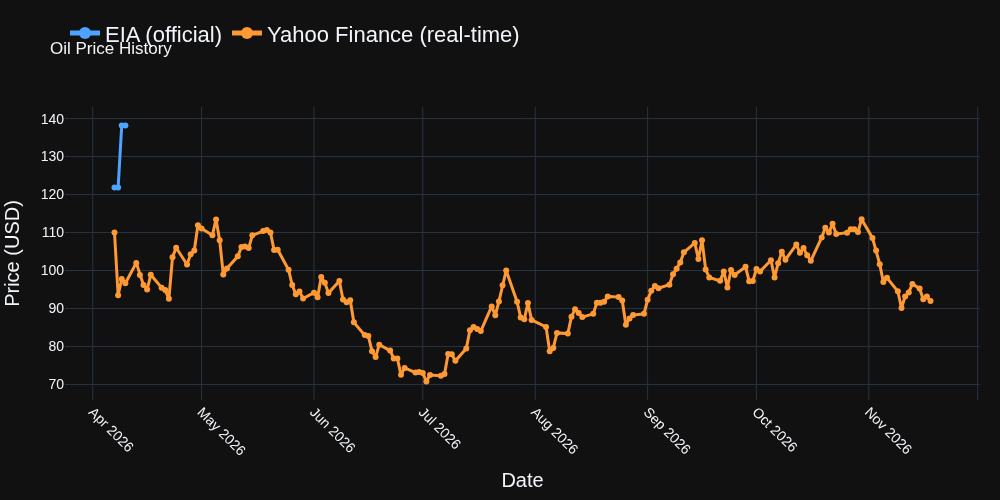 EIA (official) Yahoo Finance (real-time)
Oil Price History
Price (USD)
140
130
120
110
100
90
80
70
Apr 2026 May 2026 Jun 2026 Jul 2026 Aug 2026 Sep 2026 Oct 2026 Nov 2026
Date